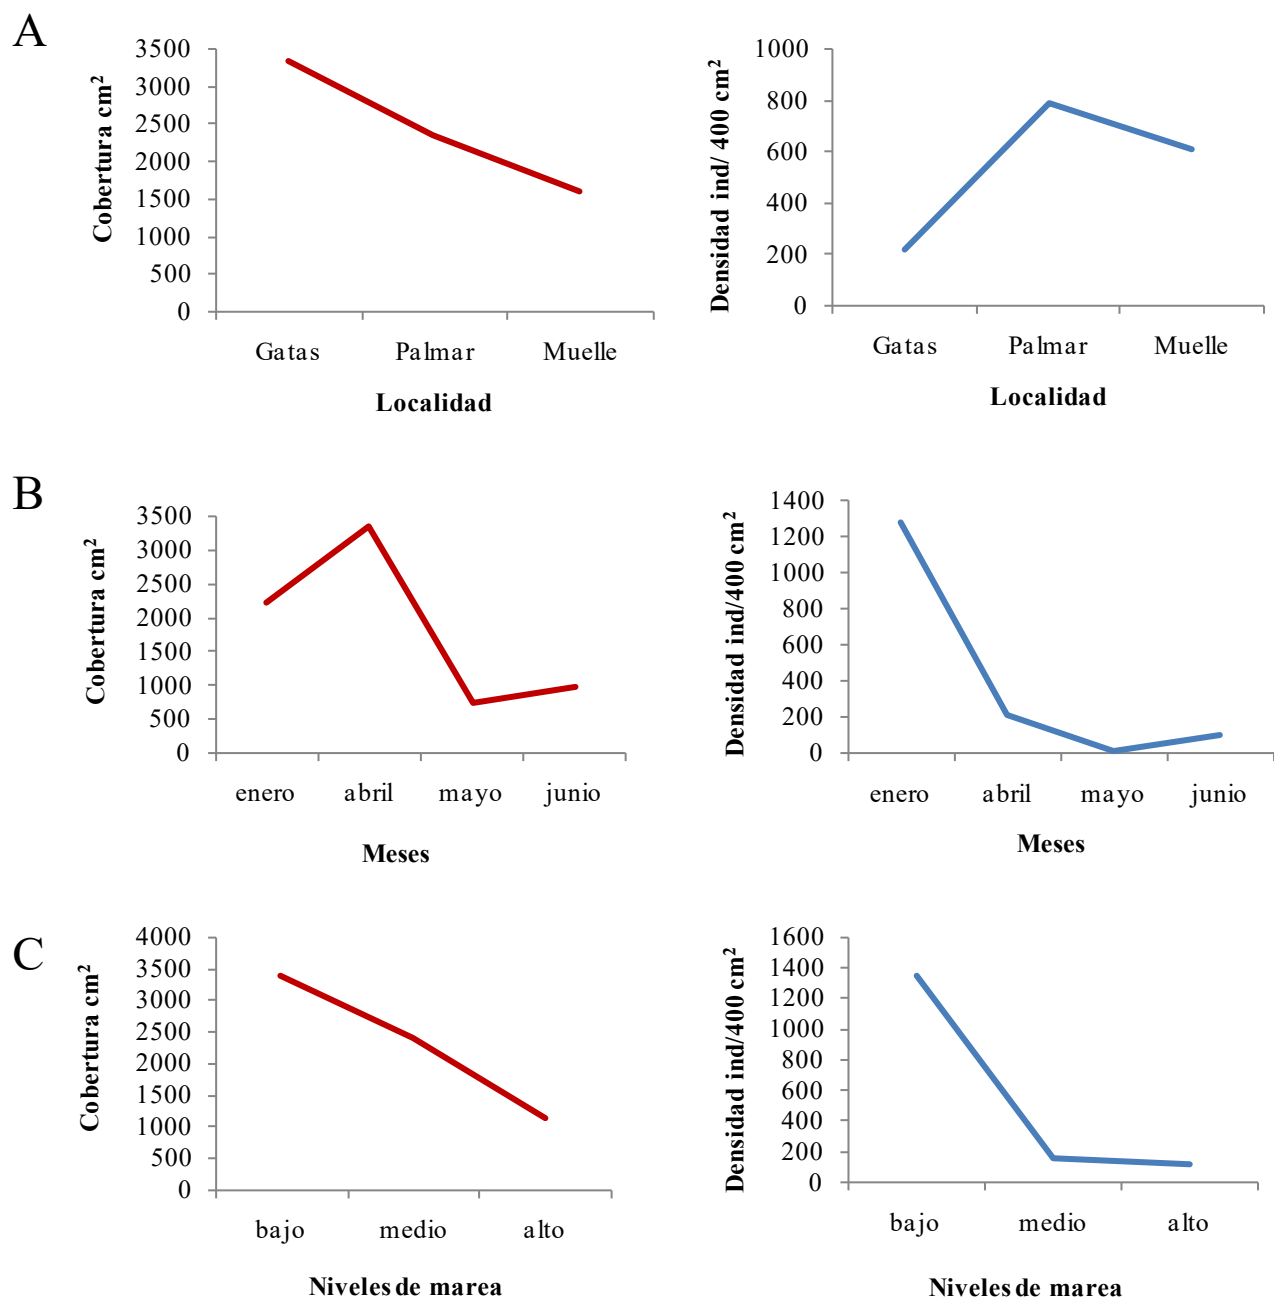 A
Cobertura cm²
3500
3000
2500
2000
1500
1000
500
0
Gatas Palmar Muelle
Localidad
Densidad ind/ 400 cm²
1000
800
600
400
200
0
Gatas Palmar Muelle
Localidad
B
Cobertura cm²
3500
3000
2500
2000
1500
1000
500
0
enero abril mayo junio
Meses
Densidad ind/400 cm²
1400
1200
1000
800
600
400
200
0
enero abril mayo junio
Meses
C
Cobertura cm²
4000
3500
3000
2500
2000
1500
1000
500
0
bajo medio alto
Niveles de marea
Densidad ind/400 cm²
1600
1400
1200
1000
800
600
400
200
0
bajo medio alto
Niveles de marea